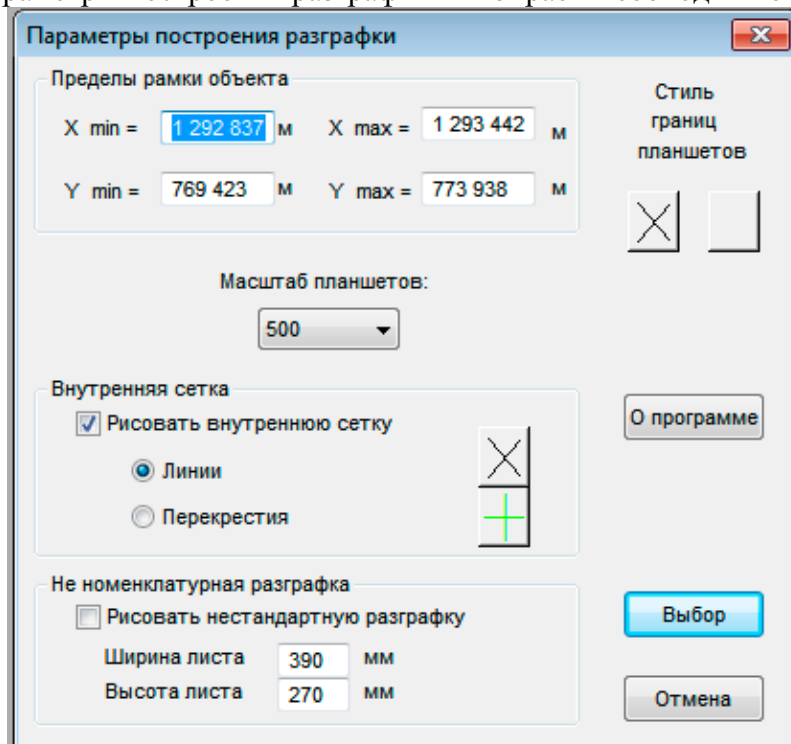 Параметры построения разграфки
Пределы рамки объекта
X min = 1 292 837 м X max = 1 293 442 м
Y min = 769 423 м Y max = 773 938 м
Стиль
границ
планшетов
Масштаб планшетов:
500
Внутренняя сетка
Рисовать внутреннюю сетку
Линии
Перекрестия
О программе
Не номенклатурная разграфка
Рисовать нестандартную разграфку
Ширина листа 390 мм
Высота листа 270 мм
Выбор
Отмена